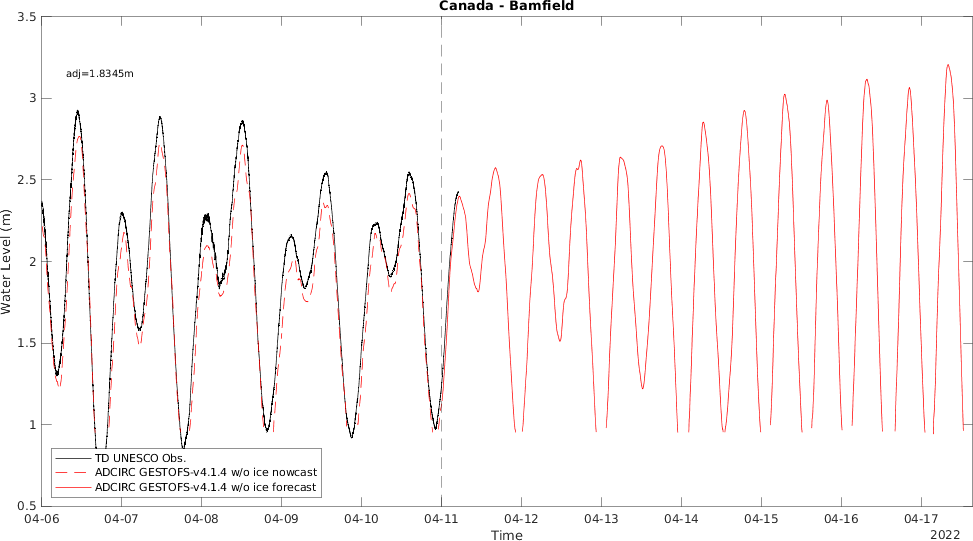 Canada - Bamfield
adj=1.8345m
Water Level (m)
3.5
3
2.5
2
1.5
1
0.5
TD UNESCO Obs.
ADCIRC GESTOFS-v4.1.4 w/o ice nowcast
ADCIRC GESTOFS-v4.1.4 w/o ice forecast
04-06 04-07 04-08 04-09 04-10 04-11 04-12 04-13 04-14 04-15 04-16 04-17
Time
2022